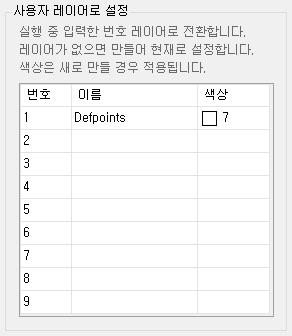 사용자 레이어로 설정
실행 중 입력한 번호 레이어로 전환합니다.
레이어가 없으면 만들어 현재로 설정합니다.
색상은 새로 만들 경우 적용됩니다.
번호 이름 색상
1 Defpoints 7
2
3
4
5
6
7
8
9